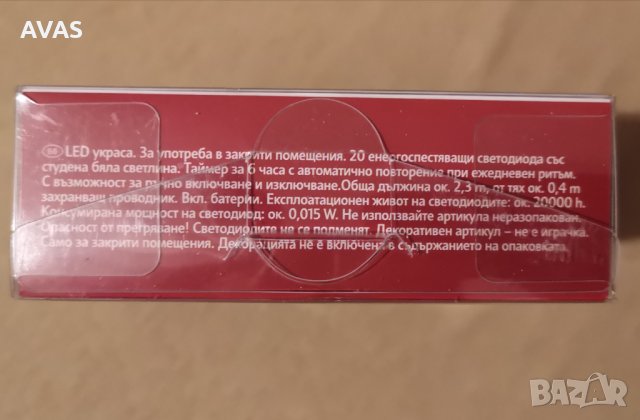 AVAS
BG LED украса. За употреба в закрити помещения. 20 енергоспестяващи светодиода със
студена бяла светлина. Таймер за 6 часа с автоматично повторение при ежедневен ритъм.
С възможност за ръчно включване и изключване.Обща дължина ок. 2,3 m, от тях ок. 0,4 m
захранващ проводник. Вкл. батерии. Експлоатационен живот на светодиодите: ок. 20000 h.
Консумирана мощност на светодиод: ок. 0,015 W. Не използвайте артикула неразопакован.
Опасност от прегряване! Светодиодите не се подменят. Декоративен артикул – не е играчка.
Само за закрити помещения. Декорацията не е включена в съдържанието на опаковката.
BAZAR